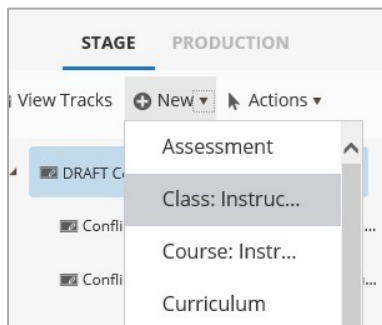 STAGE PRODUCTION
View Tracks New Actions
Assessment
DRAFT C
Class: Instruc...
Confli ...
Course: Instr...
Confli ...
Curriculum